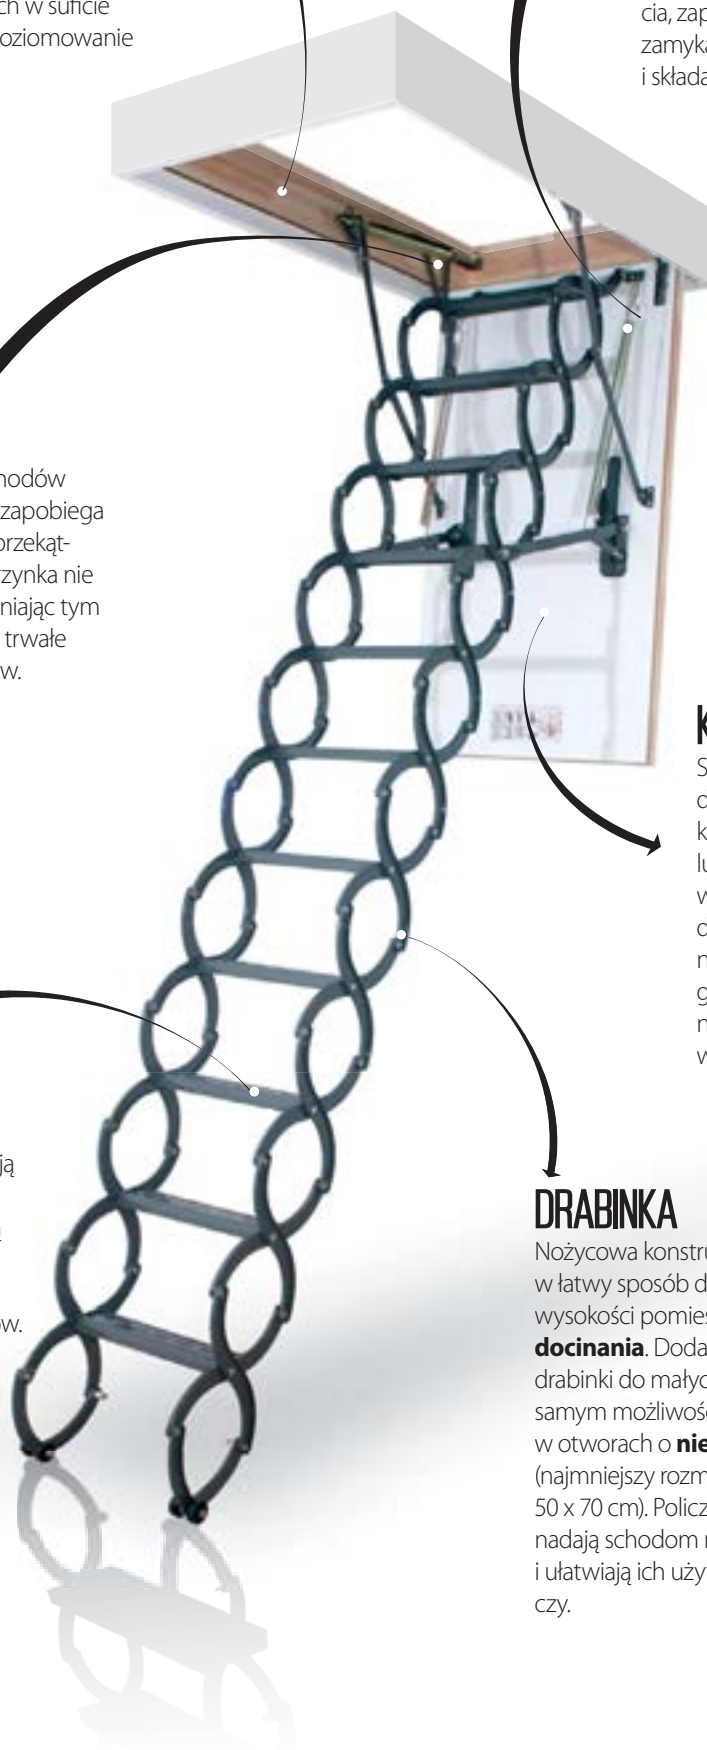 ch w suficie
oziomowanie
cia, zap
zamyka
i składa
hodów
zapobiega
przekąt-
rzynka nie
niając tym
trwałe
w.
K
S
d
k
lu
w
d
n
g
n
w
ją
ą
ów.
DRABINKA
Nożycowa konstru
w łatwy sposób d
wysokości pomies
docinania. Doda
drabinki do małyc
samym możliwoś
w otworach o nie
(najmniejszy rozm
50 x 70 cm). Policz
nadają schodom n
i ułatwiają ich uży
czy.